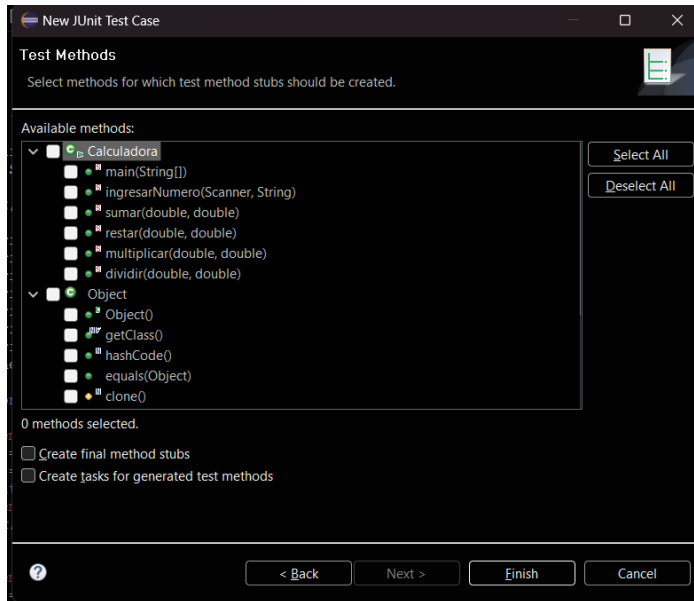 New JUnit Test Case
Test Methods
Select methods for which test method stubs should be created.
Available methods:
Calculadora
main(String[])
ingresarNumero(Scanner, String)
sumar(double, double)
restar(double, double)
multiplicar(double, double)
dividir(double, double)
Object
Object()
getClass()
hashCode()
equals(Object)
clone()
Select All
Deselect All
0 methods selected.
Create final method stubs
Create tasks for generated test methods
< Back
Next >
Finish
Cancel